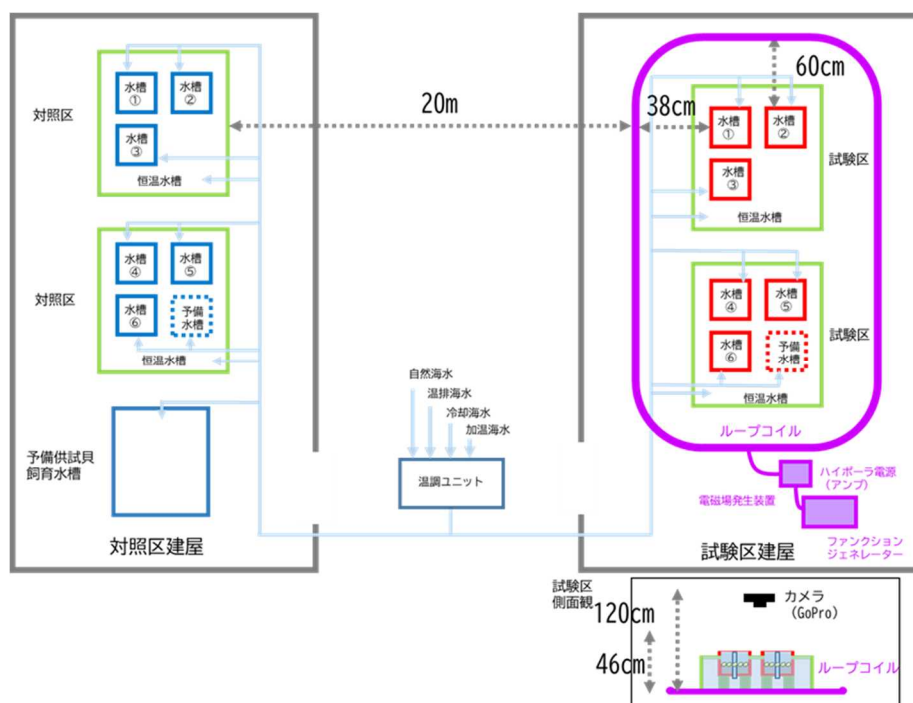 対照区
水槽
①
水槽
②
水槽
③
恒温水槽
対照区
水槽
④
水槽
⑤
水槽
⑥
予備
水槽
恒温水槽
予備供試貝
飼育水槽
対照区建屋
20m
自然海水
温排海水
冷却海水
加温海水
温調ユニット
60cm
38cm
水槽
①
水槽
②
水槽
③
試験区
恒温水槽
水槽
④
水槽
⑤
水槽
⑥
予備
水槽
試験区
恒温水槽
ループコイル
ハイポーラ電源
(アンプ)
電磁場発生装置
ファンクション
ジェネレーター
試験区建屋
試験区
側面観
120cm
46cm
カメラ
(GoPro)
ループコイル